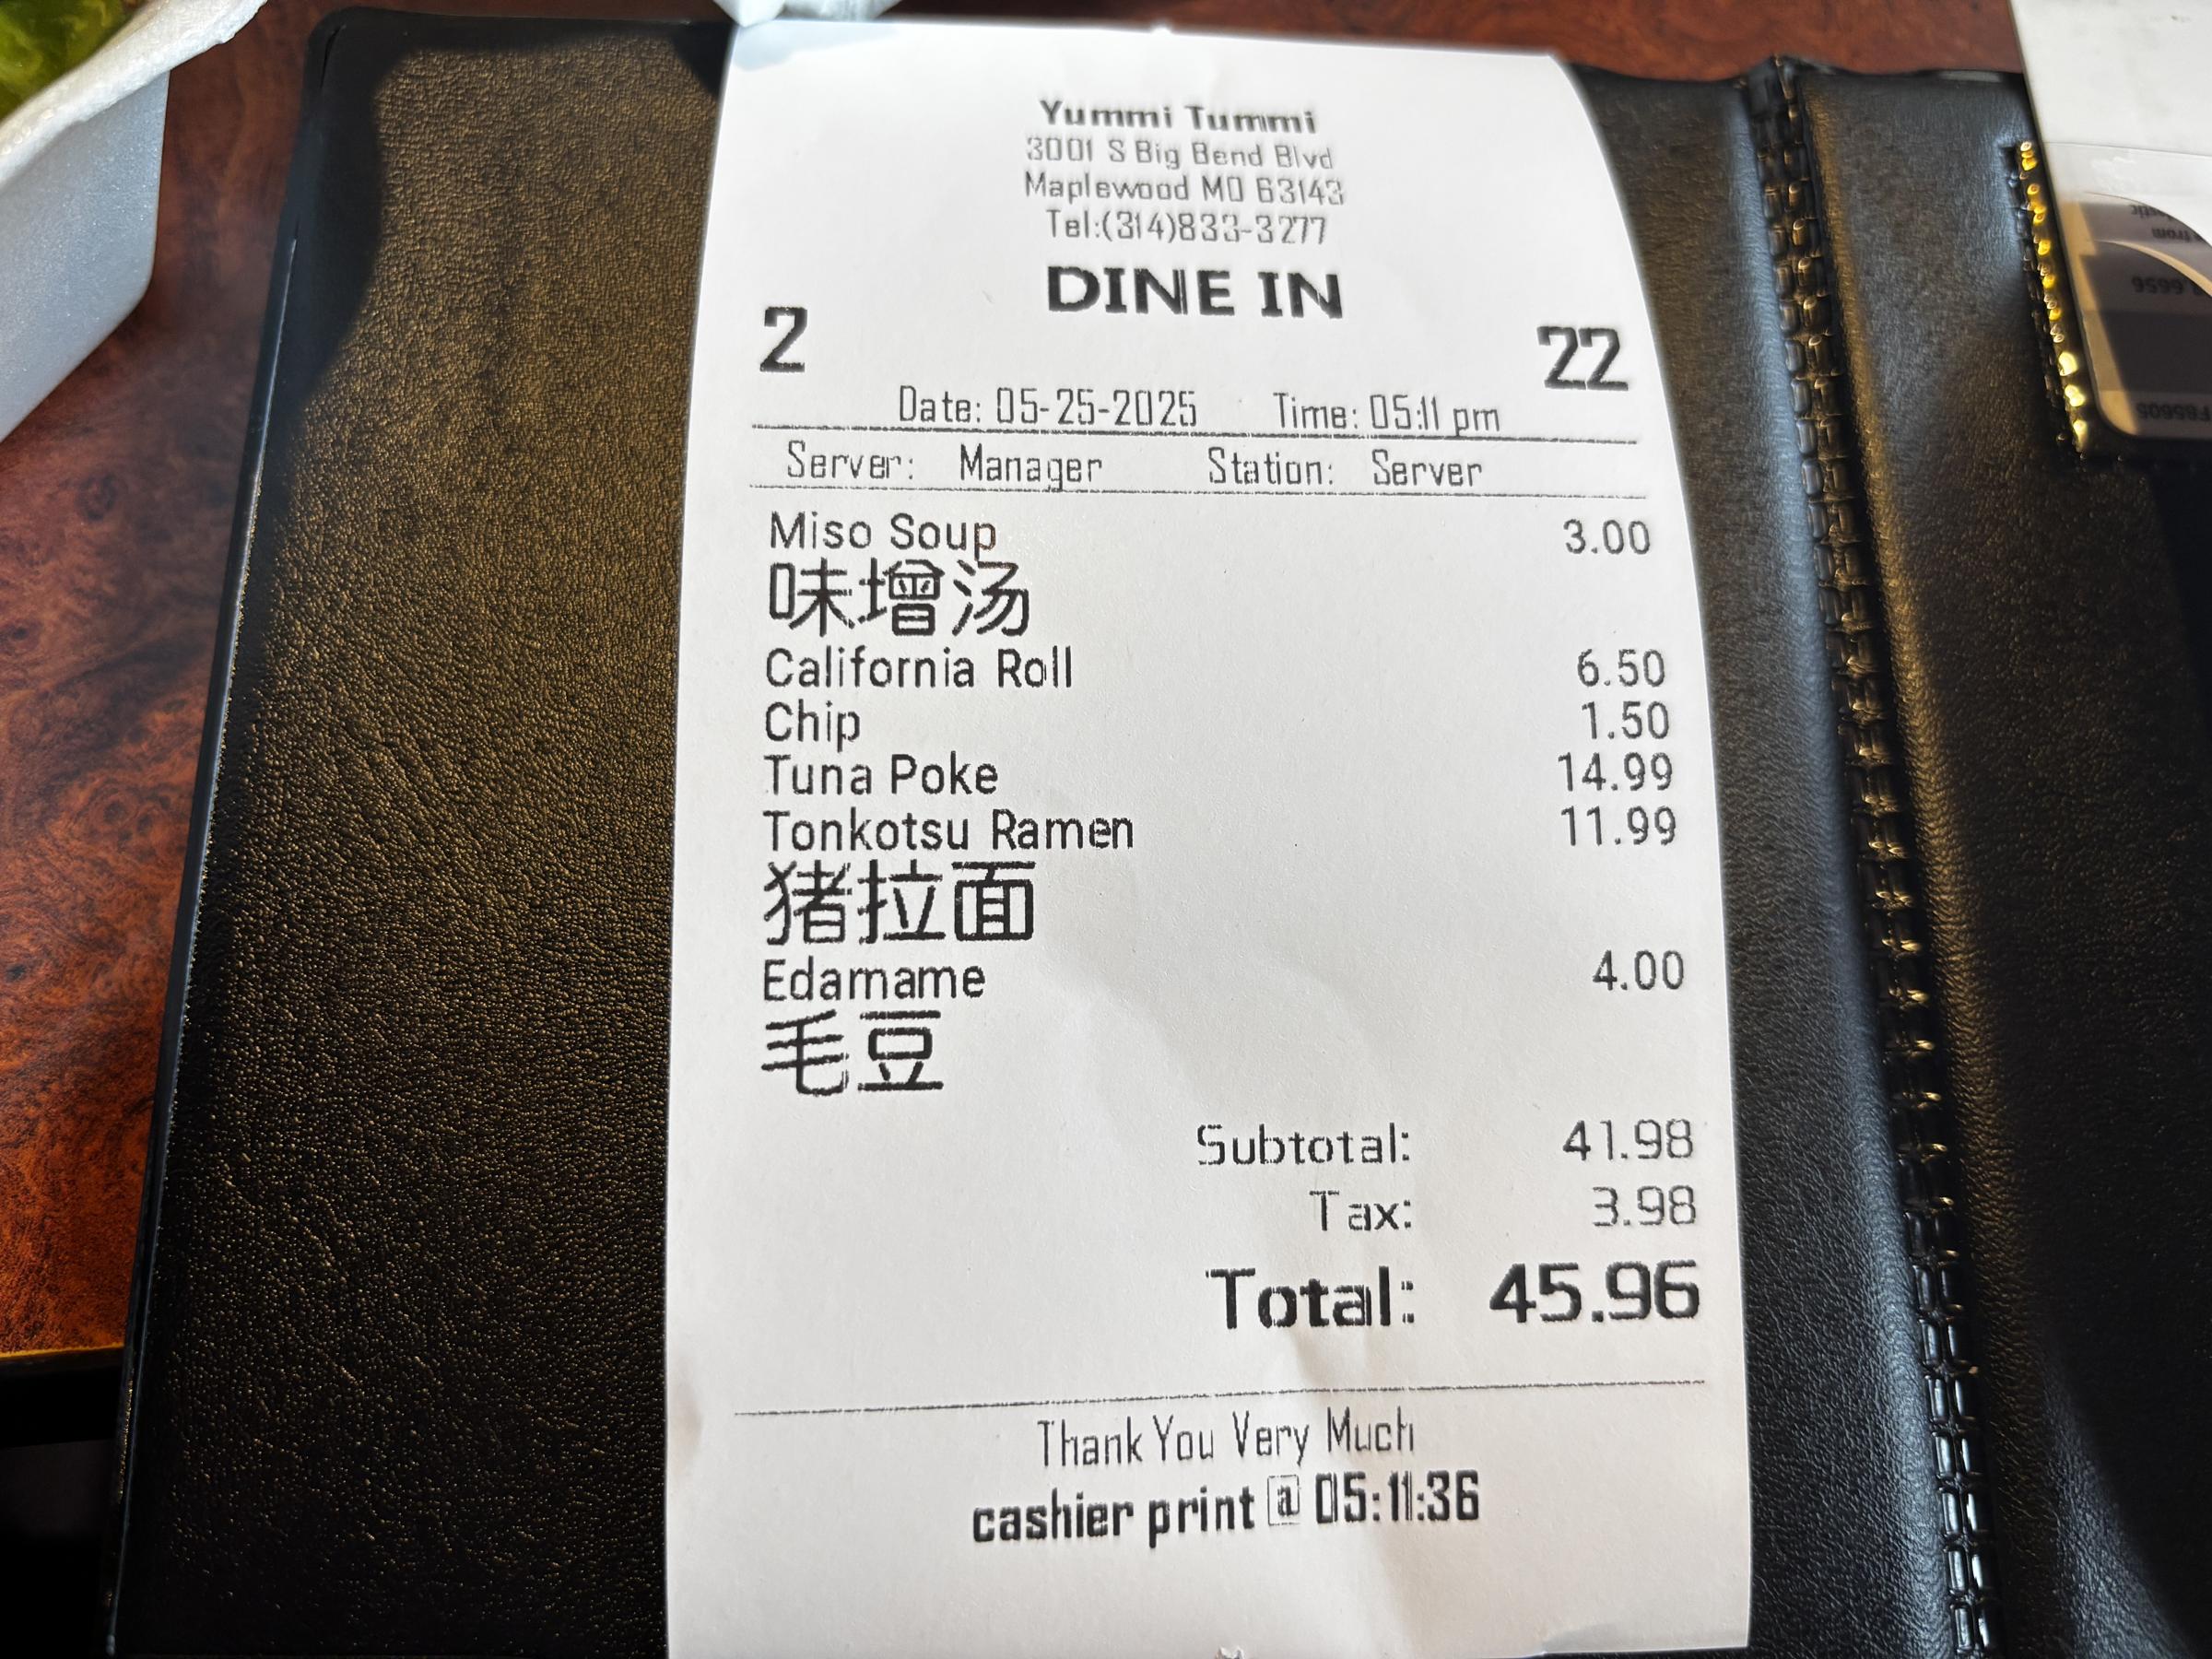 Yummi Tummi
3001 S Big Bend Blvd
Maplewood MO 63143
Tel:(314)833-3277
DINE IN
2 22
Date: 05-25-2025 Time: 05:11 pm
Server: Manager Station: Server
Miso Soup 3.00
味增汤
California Roll 6.50
Chip 1.50
Tuna Poke 14.99
Tonkotsu Ramen 11.99
猪拉面
Edamame 4.00
毛豆
Subtotal: 41.98
Tax: 3.98
Total: 45.96
Thank You Very Much
cashier print @ 05:11:36
from
6656